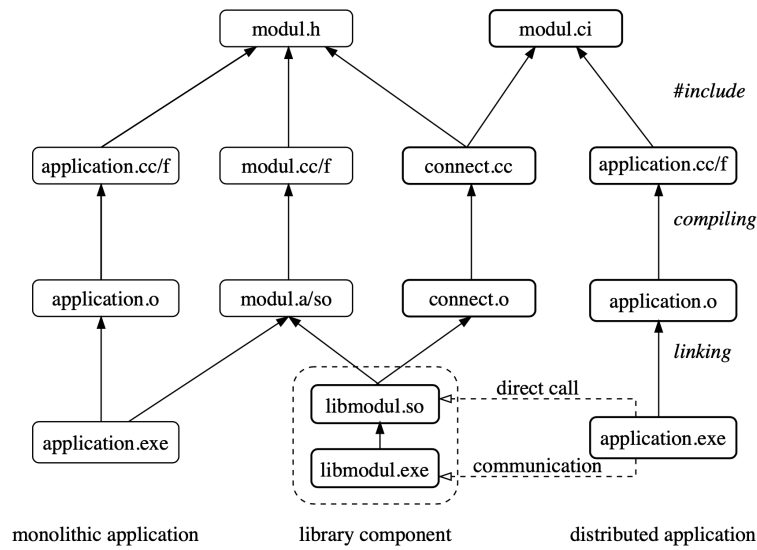 modul.h
modul.ci
#include
application.cc/f
modul.cc/f
connect.cc
application.cc/f
compiling
application.o
modul.a/so
connect.o
application.o
linking
libmodul.so
direct call
application.exe
application.exe
libmodul.exe
communication
monolithic application
library component
distributed application